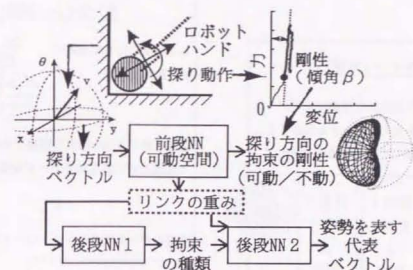 θ
v
x
y
ロボット
ハンド
探り動作
力
0
変位
剛性
(傾角β)
探り方向
ベクトル
前段NN
(可動空間)
探り方向の
拘束の剛性
(可動/不動)
リンクの重み
後段NN1
拘束
の種類
後段NN2
姿勢を表す
代表
ベクトル